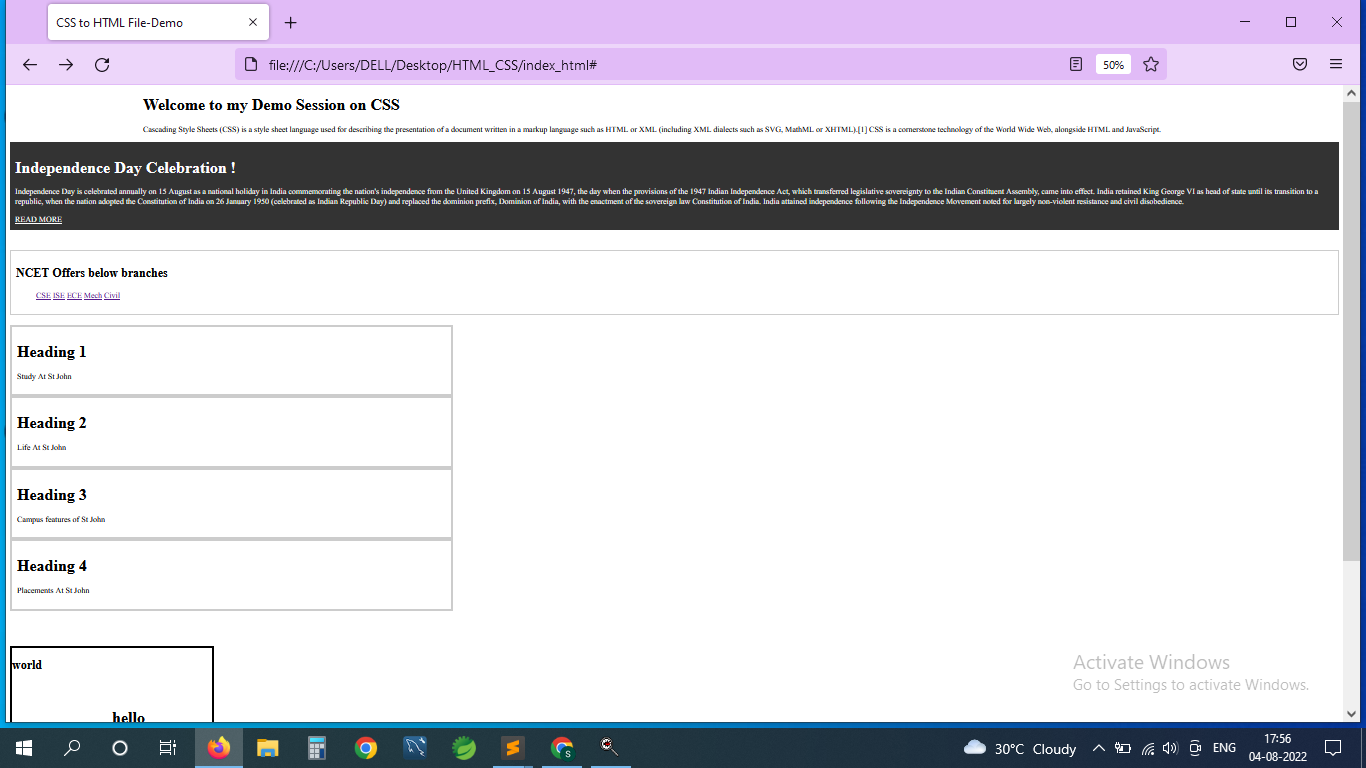 CSS to HTML File-Demo
file:///C:/Users/DELL/Desktop/HTML_CSS/index_html#
50%
Welcome to my Demo Session on CSS
Cascading Style Sheets (CSS) is a style sheet language used for describing the presentation of a document written in a markup language such as HTML or XML (including XML dialects such as SVG, MathML or XHTML).[1] CSS is a cornerstone technology of the World Wide Web, alongside HTML and JavaScript.
Independence Day Celebration !
Independence Day is celebrated annually on 15 August as a national holiday in India commemorating the nation's independence from the United Kingdom on 15 August 1947, the day when the provisions of the 1947 Indian Independence Act, which transferred legislative sovereignty to the Indian Constituent Assembly, came into effect. India retained King George VI as head of state until its transition to a
republic, when the nation adopted the Constitution of India on 26 January 1950 (celebrated as Indian Republic Day) and replaced the dominion prefix, Dominion of India, with the enactment of the sovereign law Constitution of India. India attained independence following the Independence Movement noted for largely non-violent resistance and civil disobedience.
READ MORE
NCET Offers below branches
CSE ISE ECE Mech Civil
Heading 1
Study At St John
Heading 2
Life At St John
Heading 3
Campus features of St John
Heading 4
Placements At St John
world
hello
Activate Windows
Go to Settings to activate Windows.
30°C Cloudy
ENG
17:56
04-08-2022